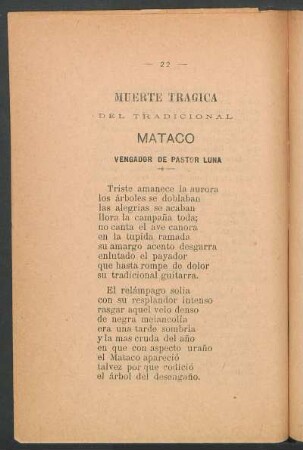 — 22 —
MUERTE TRAGICA
DEL TRADICIONAL
MATACO
VENGADOR DE PASTOR LUNA
Triste amanece la aurora
los árboles se doblaban
las alegrias se acaban
llora la campaña toda;
no canta el ave canora
en la tupida ramada
su amargo acento desgarra
enlutado el payador
que hasta rompe de dolor
su tradicional guitarra.
El relámpago solia
con su resplandor intenso
rasgar aquel velo denso
de negra melancolla
era una tarde sombria
y la mas cruda del año
en que con aspecto uraño
el Mataco apareció
talvez por que codició
el árbol del desengaño.